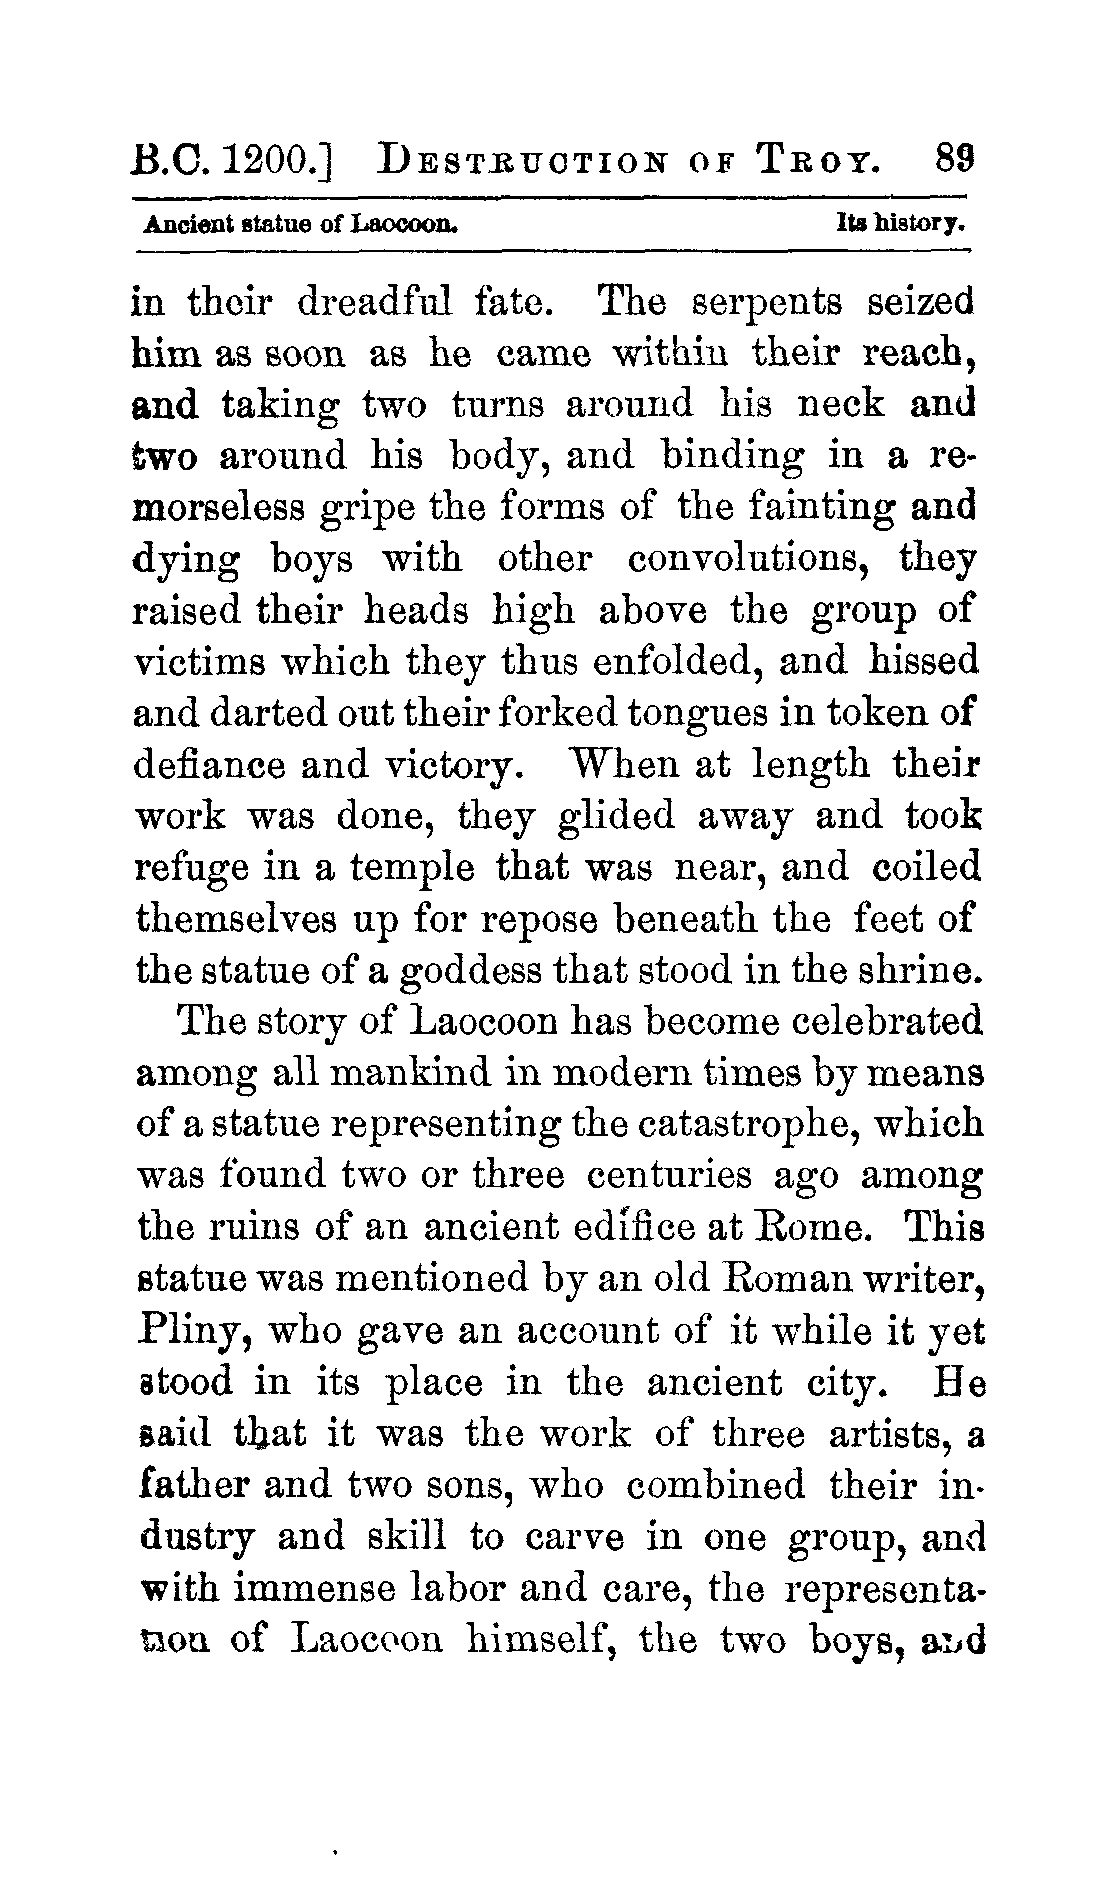 B.C. 1200.] DESTRUCTION OF TROY. 89
Ancient statue of Laocoon. Its history.
in their dreadful fate. The serpents seized
him as soon as he came within their reach,
and taking two turns around his neck and
two around his body, and binding in a re-
morseless gripe the forms of the fainting and
dying boys with other convolutions, they
raised their heads high above the group of
victims which they thus enfolded, and hissed
and darted out their forked tongues in token of
defiance and victory. When at length their
work was done, they glided away and took
refuge in a temple that was near, and coiled
themselves up for repose beneath the feet of
the statue of a goddess that stood in the shrine.
The story of Laocoon has become celebrated
among all mankind in modern times by means
of a statue representing the catastrophe, which
was found two or three centuries ago among
the ruins of an ancient edifice at Rome. This
statue was mentioned by an old Roman writer,
Pliny, who gave an account of it while it yet
stood in its place in the ancient city. He
said that it was the work of three artists, a
father and two sons, who combined their in-
dustry and skill to carve in one group, and
with immense labor and care, the representa-
tion of Laocoon himself, the two boys, and